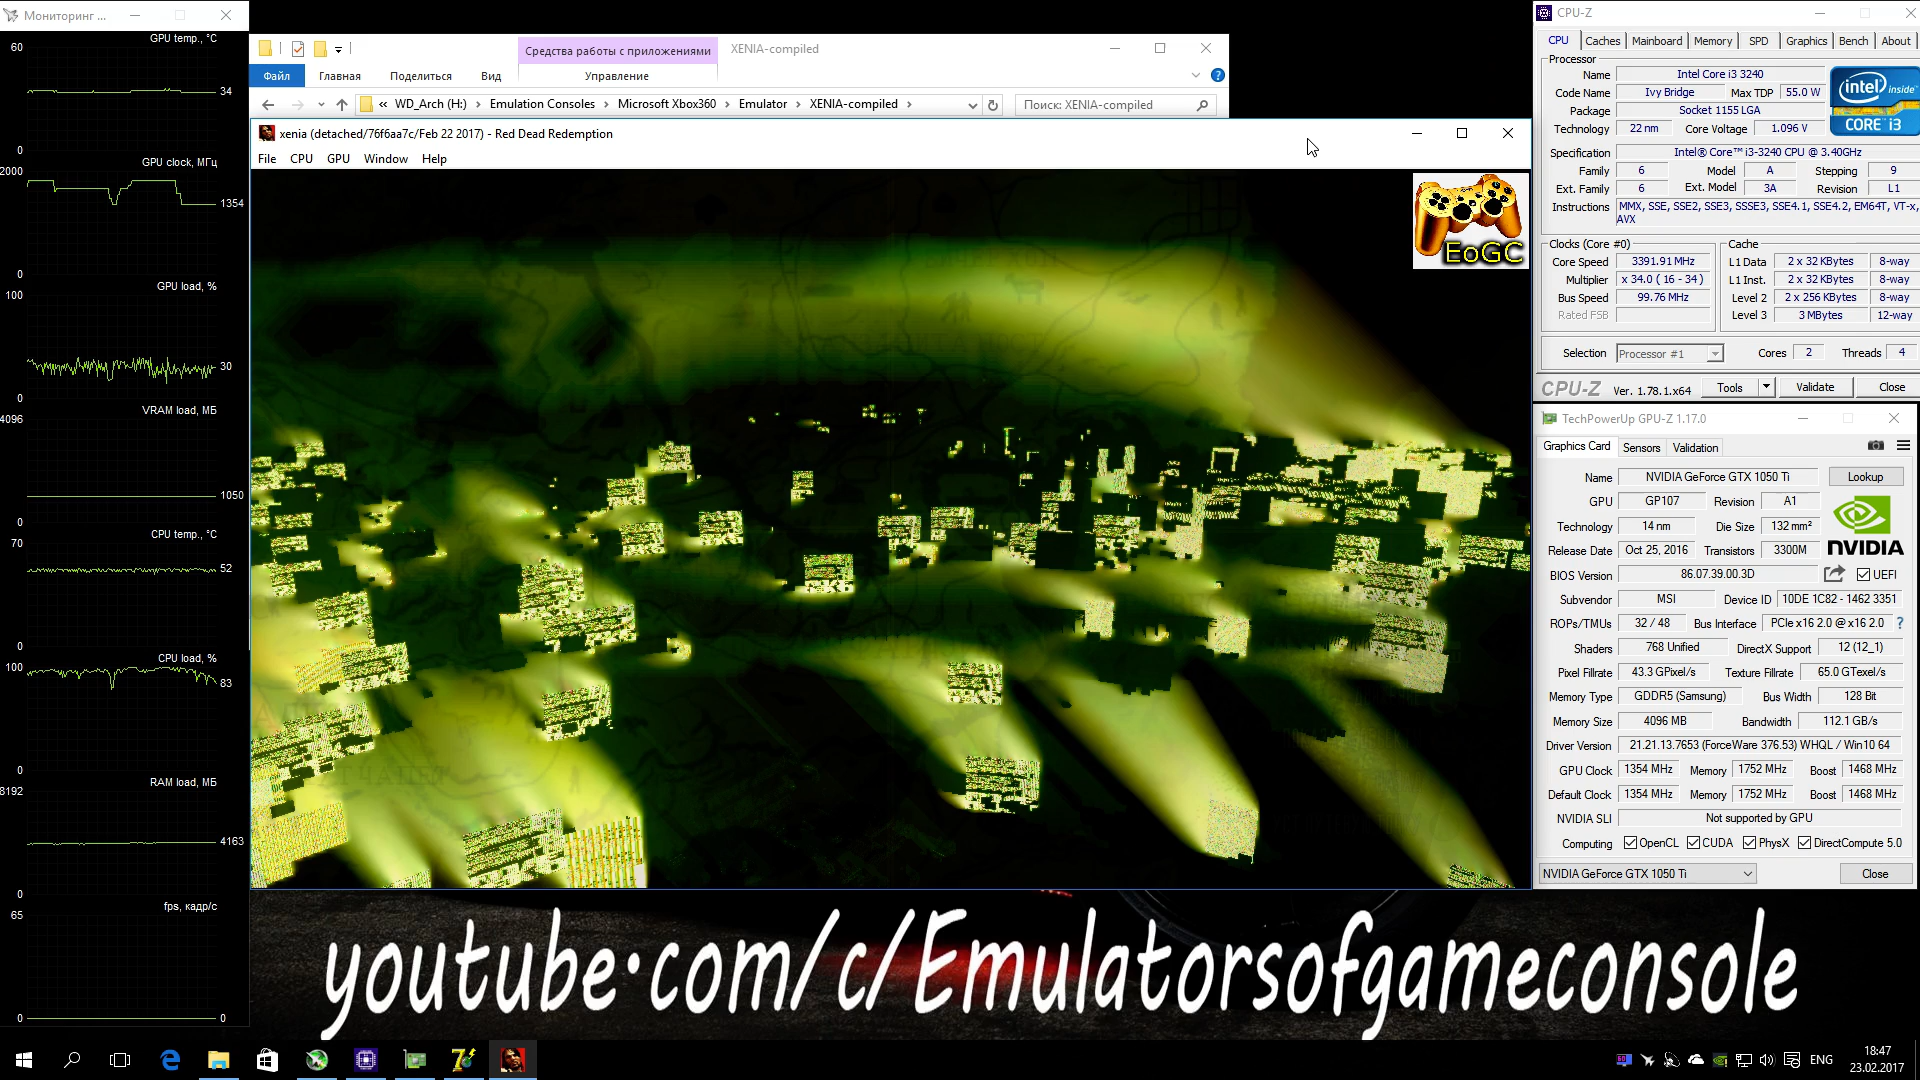 Мониторинг ...
GPU temp., °C
60
34
0
GPU clock, МГц
2000
1354
0
GPU load, %
100
30
0
VRAM load, МБ
4096
1050
0
CPU temp., °C
70
52
0
CPU load, %
100
83
0
RAM load, МБ
8192
4163
0
fps, кадр/с
65
0
0
Средства работы с приложениями
XENIA-compiled
Файл
Главная
Поделиться
Вид
Управление
« WD_Arch (H:) › Emulation Consoles › Microsoft Xbox360 › Emulator › XENIA-compiled ›
Поиск: XENIA-compiled
xenia (detached/76f6aa7c/Feb 22 2017) - Red Dead Redemption
File CPU GPU Window Help
EoGC
CPU-Z
CPU Caches Mainboard Memory SPD Graphics Bench About
Processor
Name Intel Core i3 3240
Code Name Ivy Bridge Max TDP 55.0 W
Package Socket 1155 LGA
Technology 22 nm Core Voltage 1.096 V
intel inside™
CORE i3
Specification Intel® Core™ i3-3240 CPU @ 3.40GHz
Family 6 Model A Stepping 9
Ext. Family 6 Ext. Model 3A Revision L1
Instructions MMX, SSE, SSE2, SSE3, SSSE3, SSE4.1, SSE4.2, EM64T, VT-x,
AVX
Clocks (Core #0)
Core Speed 3391.91 MHz
Multiplier x 34.0 ( 16 - 34 )
Bus Speed 99.76 MHz
Rated FSB
Cache
L1 Data 2 x 32 KBytes 8-way
L1 Inst. 2 x 32 KBytes 8-way
Level 2 2 x 256 KBytes 8-way
Level 3 3 MBytes 12-way
Selection Processor #1 Cores 2 Threads 4
CPU-Z Ver. 1.78.1.x64 Tools Validate Close
TechPowerUp GPU-Z 1.17.0
Graphics Card Sensors Validation
Name NVIDIA GeForce GTX 1050 Ti Lookup
GPU GP107 Revision A1
Technology 14 nm Die Size 132 mm²
Release Date Oct 25, 2016 Transistors 3300M
NVIDIA
BIOS Version 86.07.39.00.3D UEFI
Subvendor MSI Device ID 10DE 1C82 - 1462 3351
ROPs/TMUs 32 / 48 Bus Interface PCIe x16 2.0 @ x16 2.0 ?
Shaders 768 Unified DirectX Support 12 (12_1)
Pixel Fillrate 43.3 GPixel/s Texture Fillrate 65.0 GTexel/s
Memory Type GDDR5 (Samsung) Bus Width 128 Bit
Memory Size 4096 MB Bandwidth 112.1 GB/s
Driver Version 21.21.13.7653 (ForceWare 376.53) WHQL / Win10 64
GPU Clock 1354 MHz Memory 1752 MHz Boost 1468 MHz
Default Clock 1354 MHz Memory 1752 MHz Boost 1468 MHz
NVIDIA SLI Not supported by GPU
Computing OpenCL CUDA PhysX DirectCompute 5.0
NVIDIA GeForce GTX 1050 Ti Close
youtube.com/c/Emulatorsofgameconsole
ENG
18:47
23.02.2017